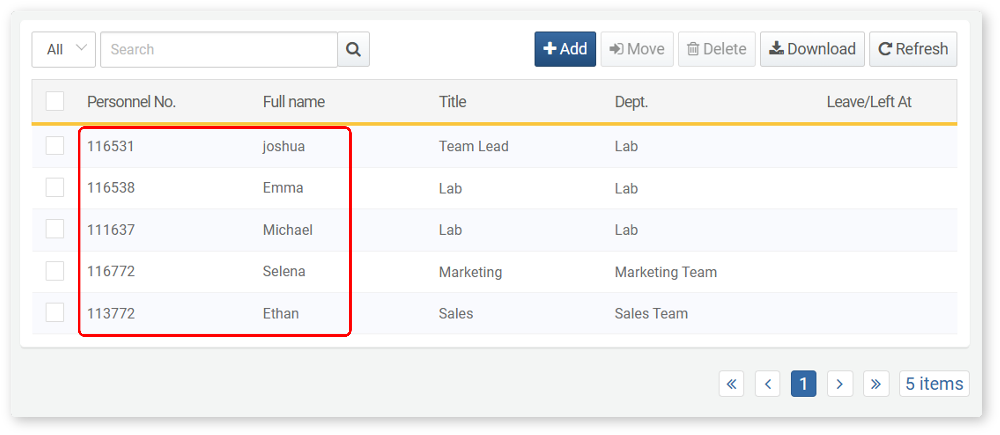 All Search Add Move Delete Download Refresh
Personnel No. Full name Title Dept. Leave/Left At
116531 joshua Team Lead Lab
116538 Emma Lab Lab
111637 Michael Lab Lab
116772 Selena Marketing Marketing Team
113772 Ethan Sales Sales Team
« < 1 > » 5 items